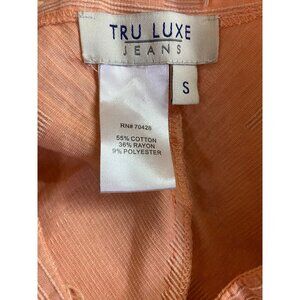 TRU LUXE
JEANS
S
RN# 70428
55% COTTON
36% RAYON
9% POLYESTER